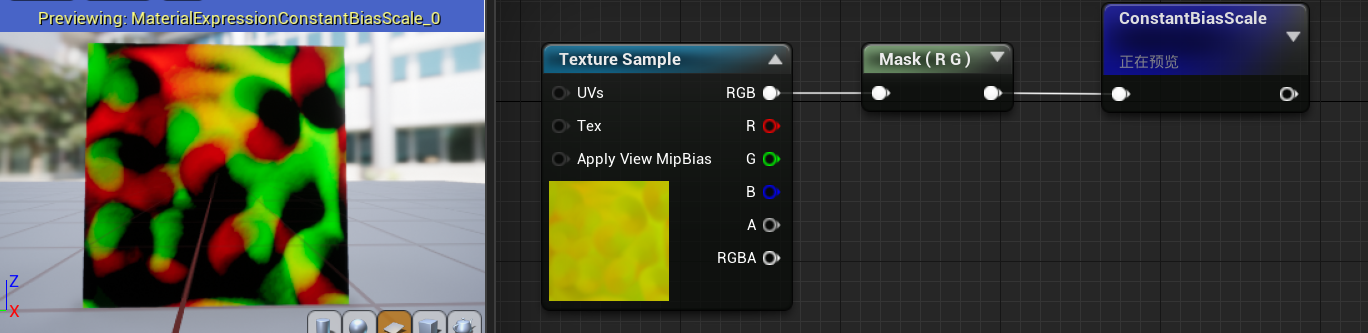 Previewing: MaterialExpressionConstantBiasScale_0
Z
X
Texture Sample
UVs
RGB
Tex
R
Apply View MipBias
G
B
A
RGBA
Mask ( R G )
ConstantBiasScale
正在预览